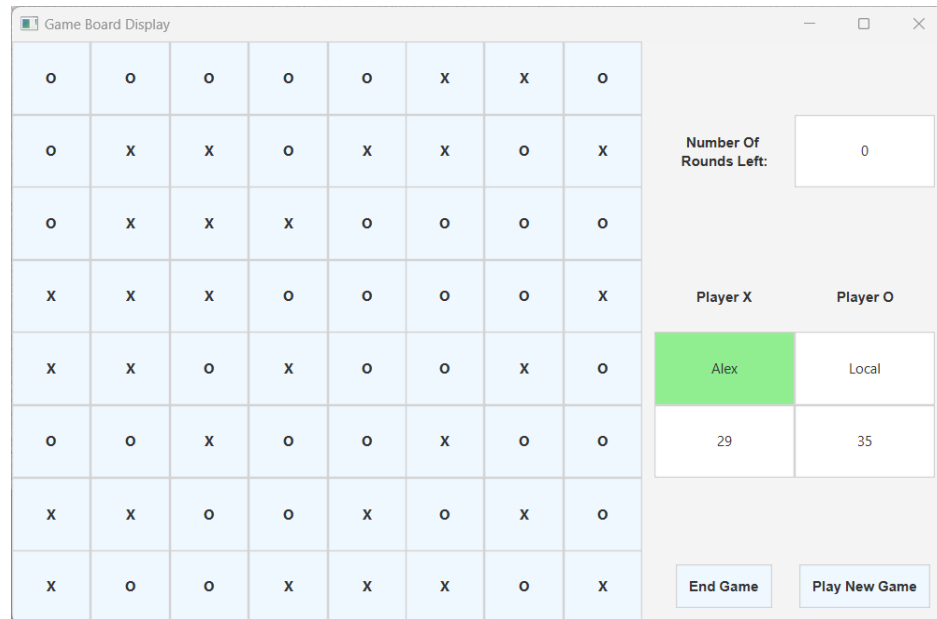 Game Board Display
O O O O O X X O
O X X O X X O X
Number Of
Rounds Left:
0
O X X X O O O O
X X X O O O O X
Player X Player O
X X O X O O X O
Alex Local
O O X O O X O O
29 35
X X O O X O X O
X O O X X X O X
End Game Play New Game